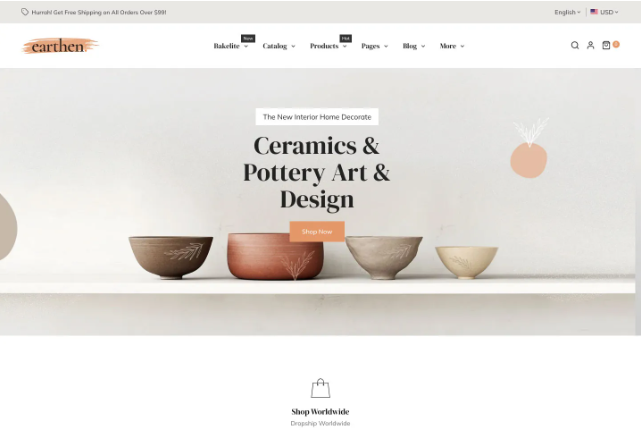 Hurrah! Get Free Shipping on All Orders Over $99!
English
USD
earthen.
Bakelite
New
Catalog
Products
Hot
Pages
Blog
More
0
The New Interior Home Decorate
Ceramics &
Pottery Art &
Design
Shop Now
Shop Worldwide
Dropship Worldwide